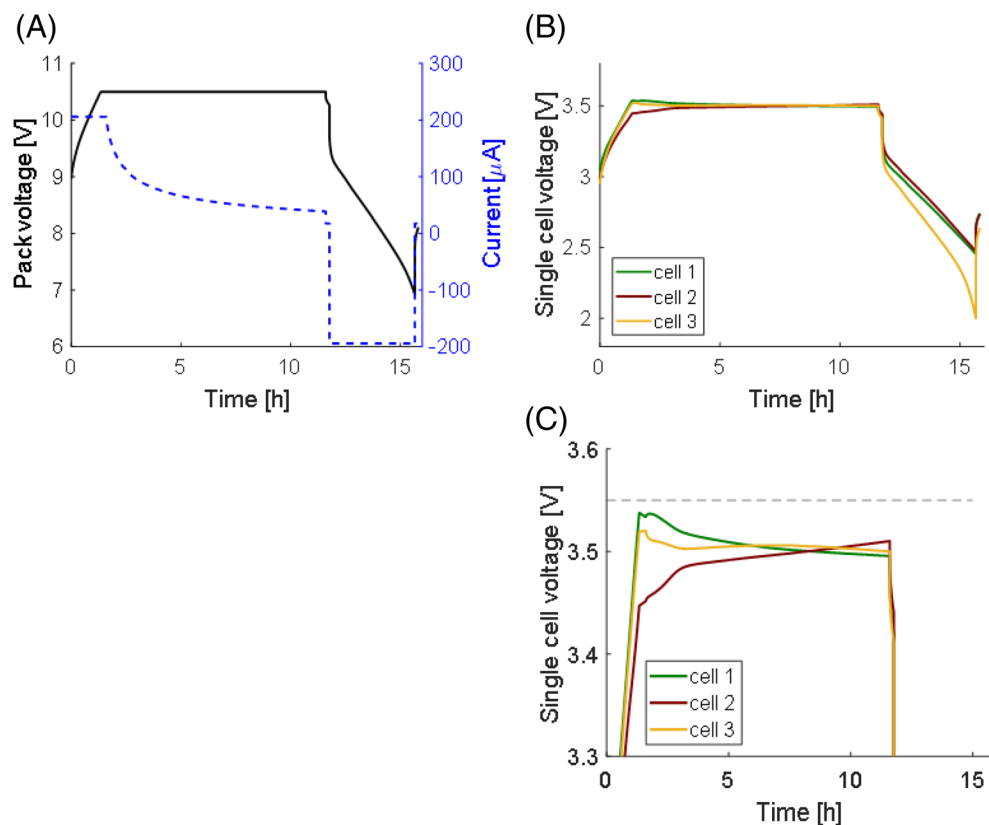 (A)
11
10
9
8
7
6
Pack voltage [V]
300
200
100
0
-100
-200
Current [μA]
0
5
10
15
Time [h]
(B)
3.5
3
2.5
2
Single cell voltage [V]
cell 1
cell 2
cell 3
0
5
10
15
Time [h]
(C)
3.6
3.5
3.4
3.3
Single cell voltage [V]
cell 1
cell 2
cell 3
0
5
10
15
Time [h]